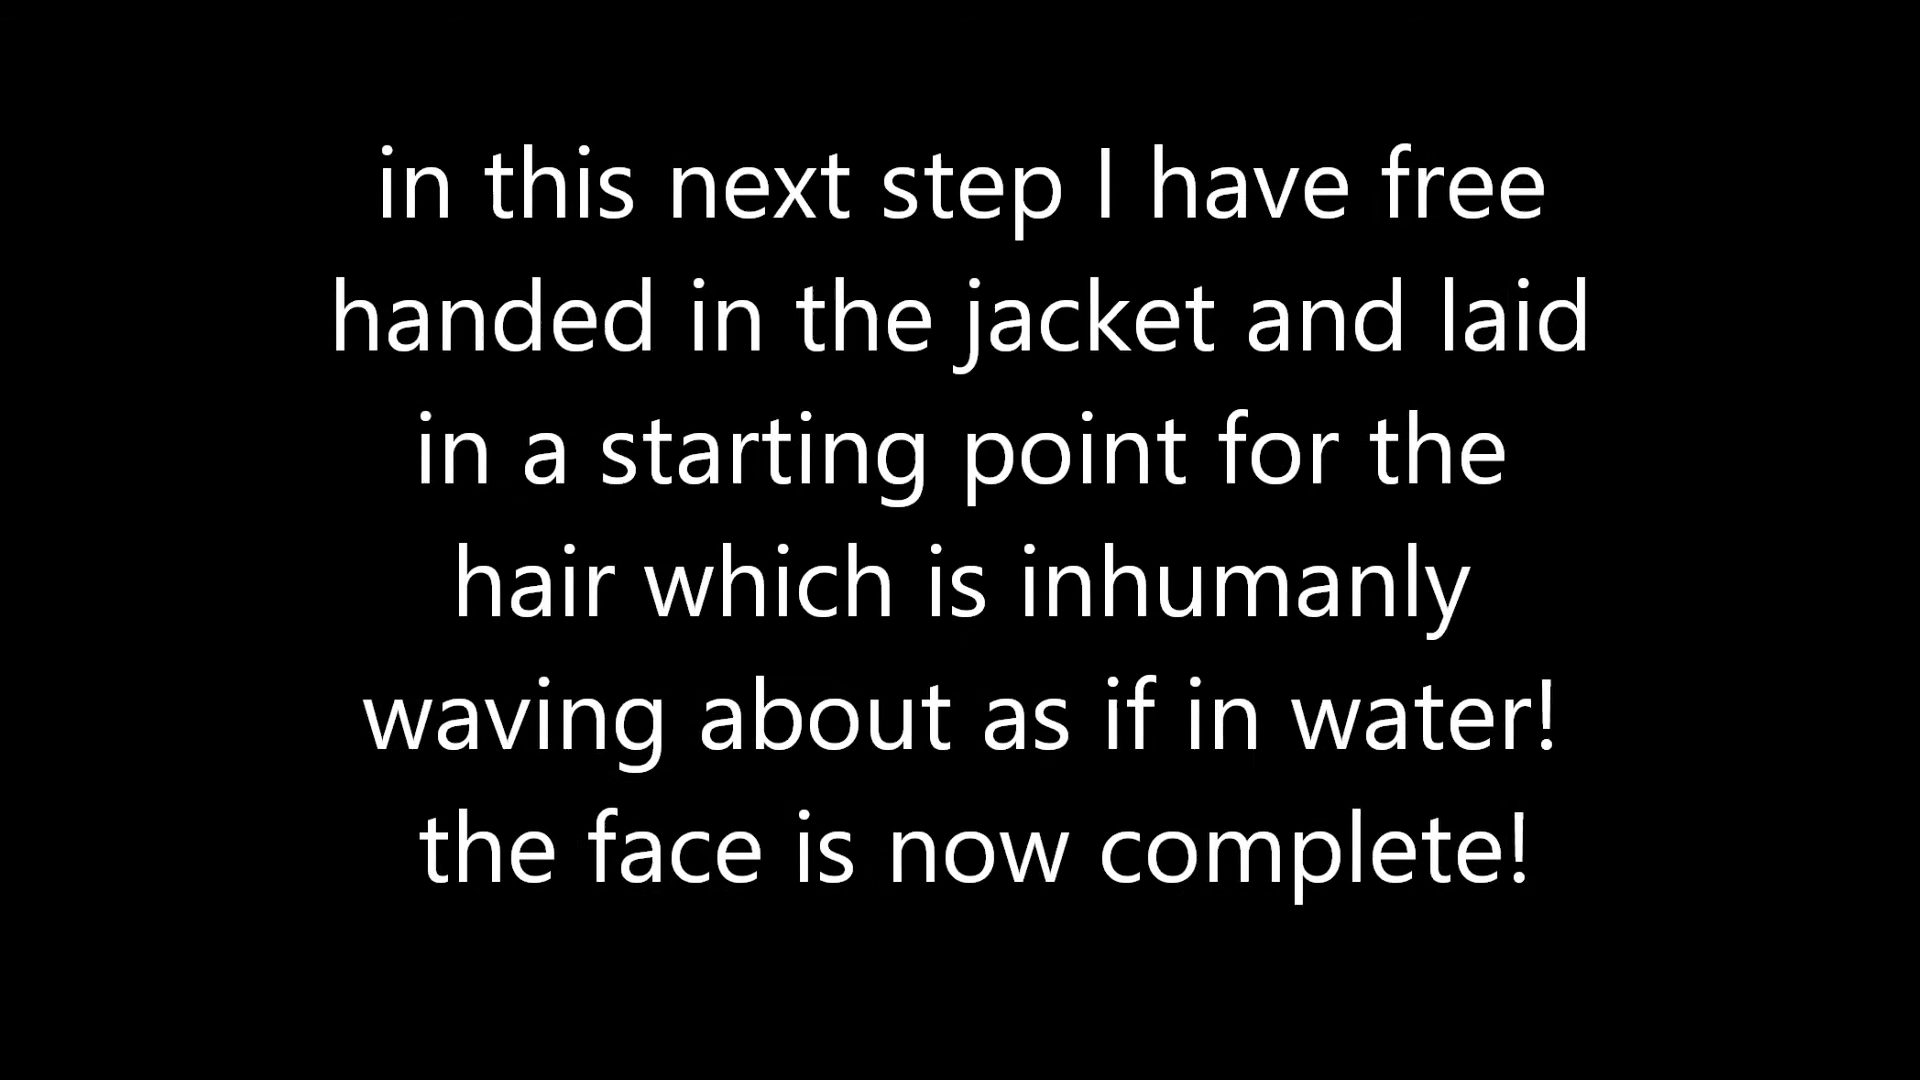 in this next step I have free
handed in the jacket and laid
in a starting point for the
hair which is inhumanly
waving about as if in water!
the face is now complete!